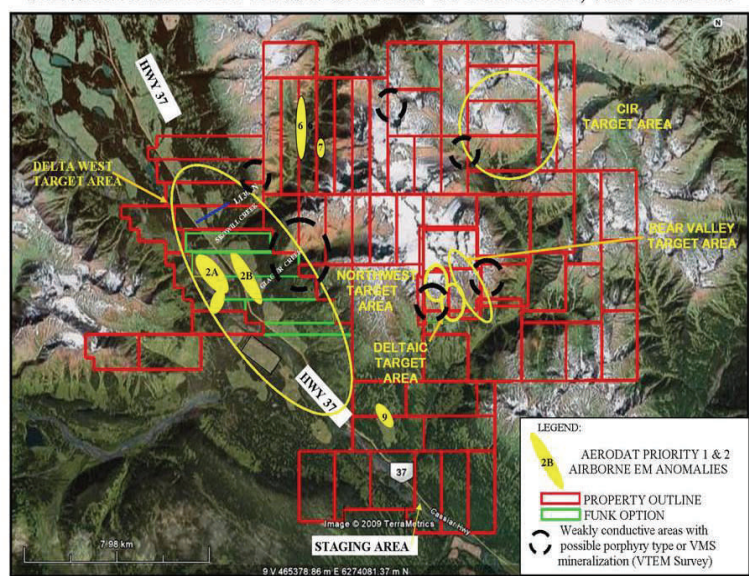 N
HWY 37
CIR
TARGET AREA
6
7
DELTA WEST
TARGET AREA
BEAR VALLEY
TARGET AREA
2A
2B
NORTHWEST
TARGET
AREA
DELTAIC
TARGET
AREA
HWY 37
9
37
Cassiar Hwy
Image © 2009 TerraMetrics
STAGING AREA
7.98 km
9 V 465378.86 m E 6274081.37 m N
LEGEND:
2B
AERODAT PRIORITY 1 & 2
AIRBORNE EM ANOMALIES
PROPERTY OUTLINE
FUNK OPTION
Weakly conductive areas with
possible porphyry type or VMS
mineralization (VTEM Survey)